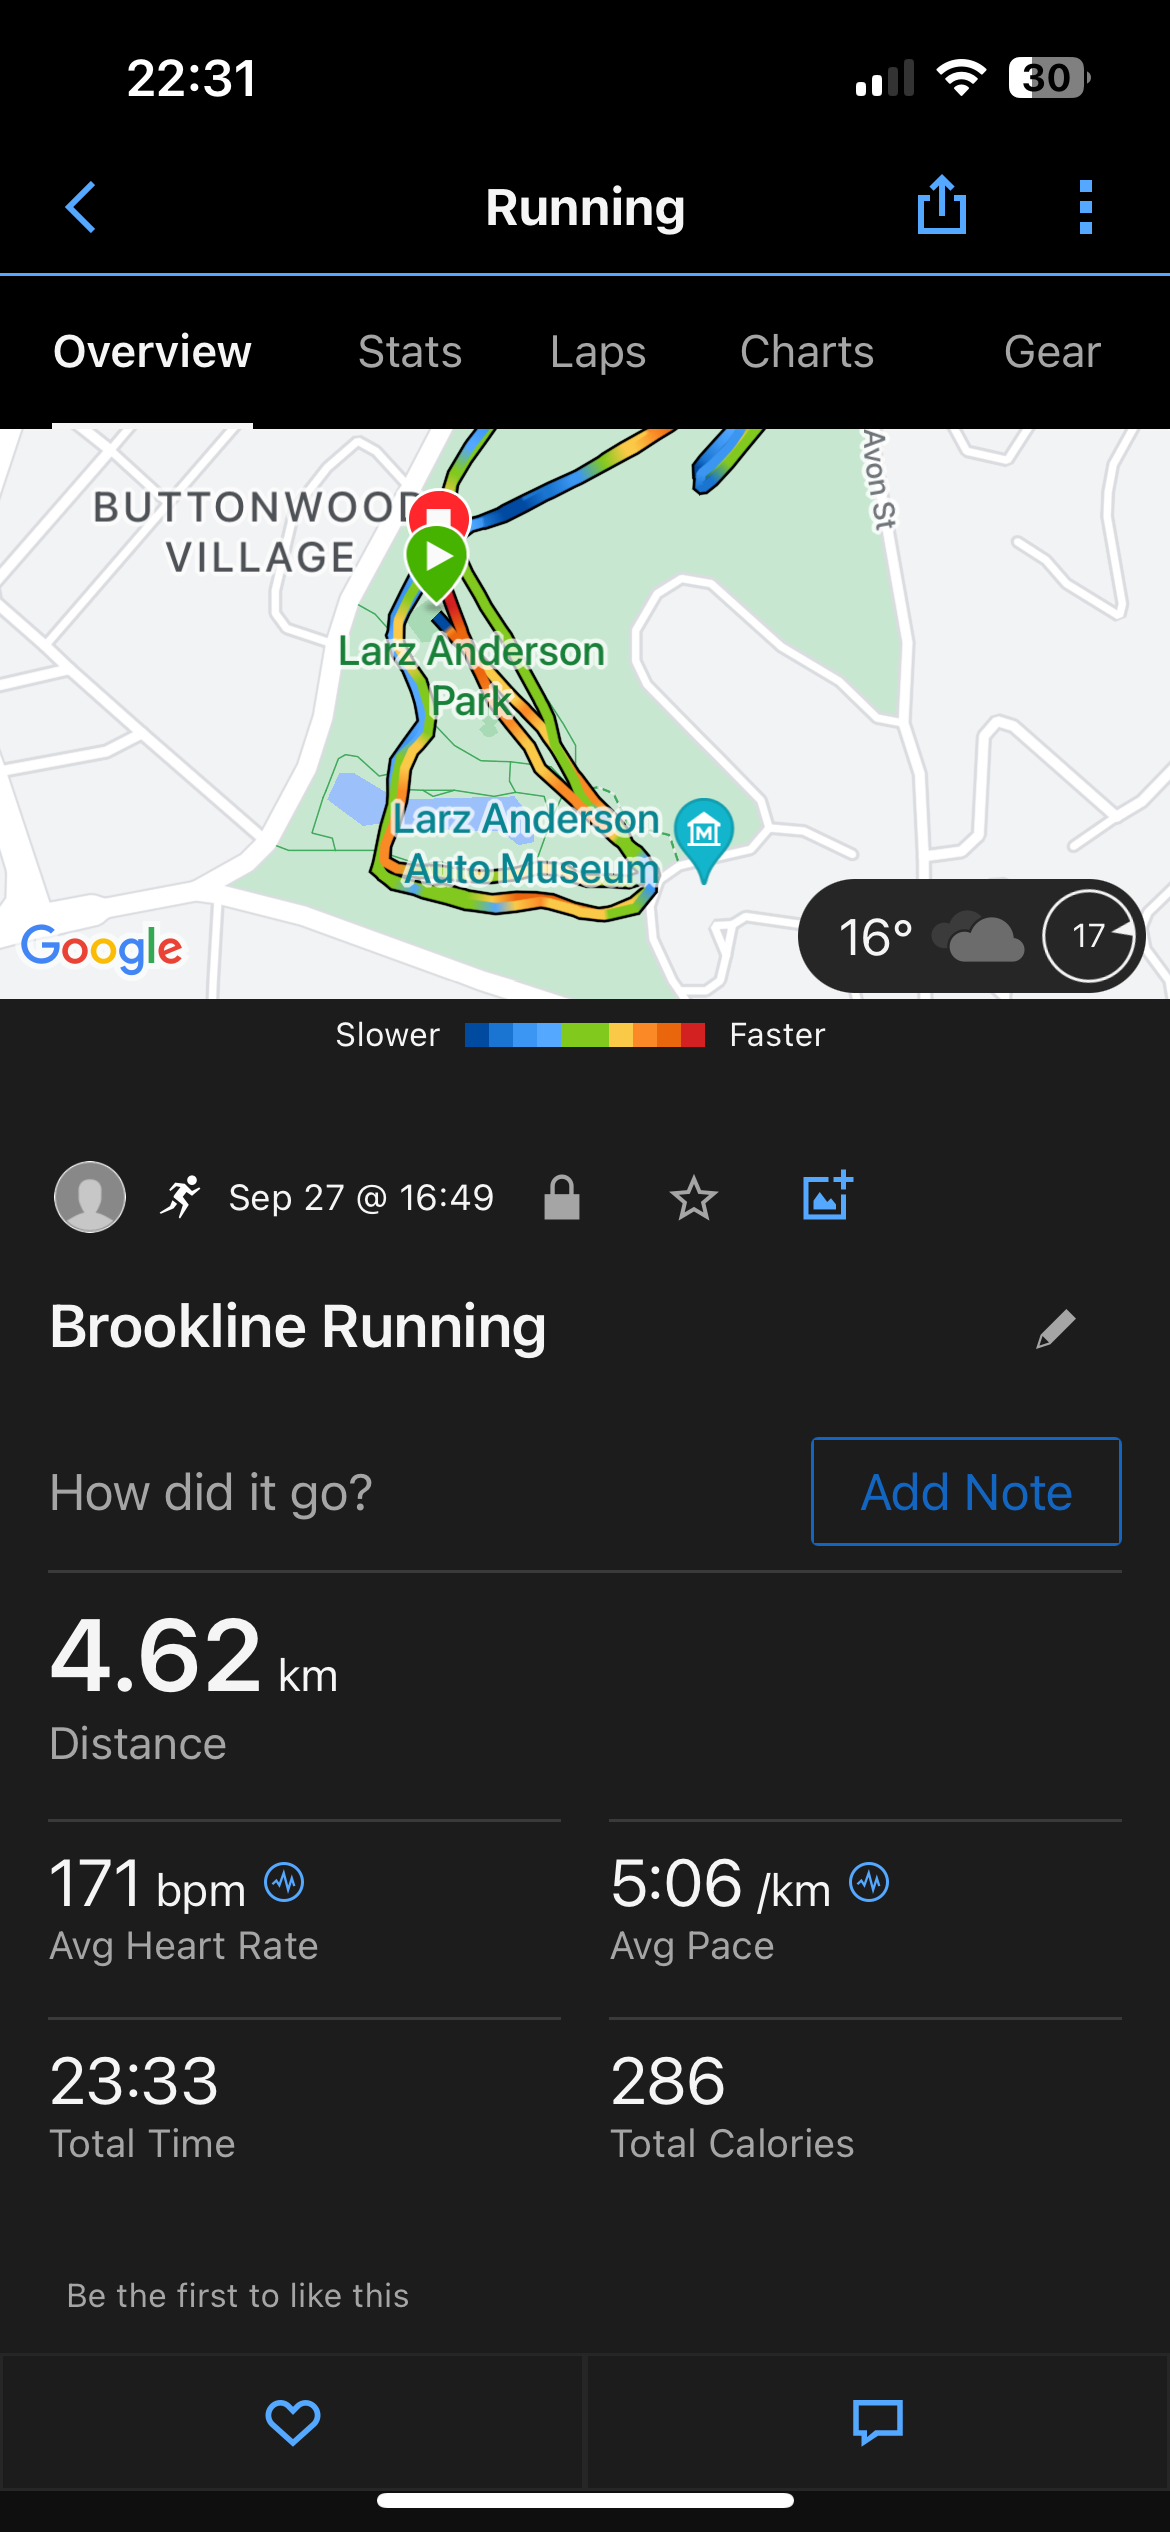 22:31
30
Running
Overview
Stats
Laps
Charts
Gear
Avon St
BUTTONWOOD
VILLAGE
Larz Anderson
Park
Larz Anderson
Auto Museum
M
Google
16°
17
Slower
Faster
Sep 27 @ 16:49
Brookline Running
How did it go?
Add Note
4.62 km
Distance
171 bpm
Avg Heart Rate
5:06 /km
Avg Pace
23:33
Total Time
286
Total Calories
Be the first to like this